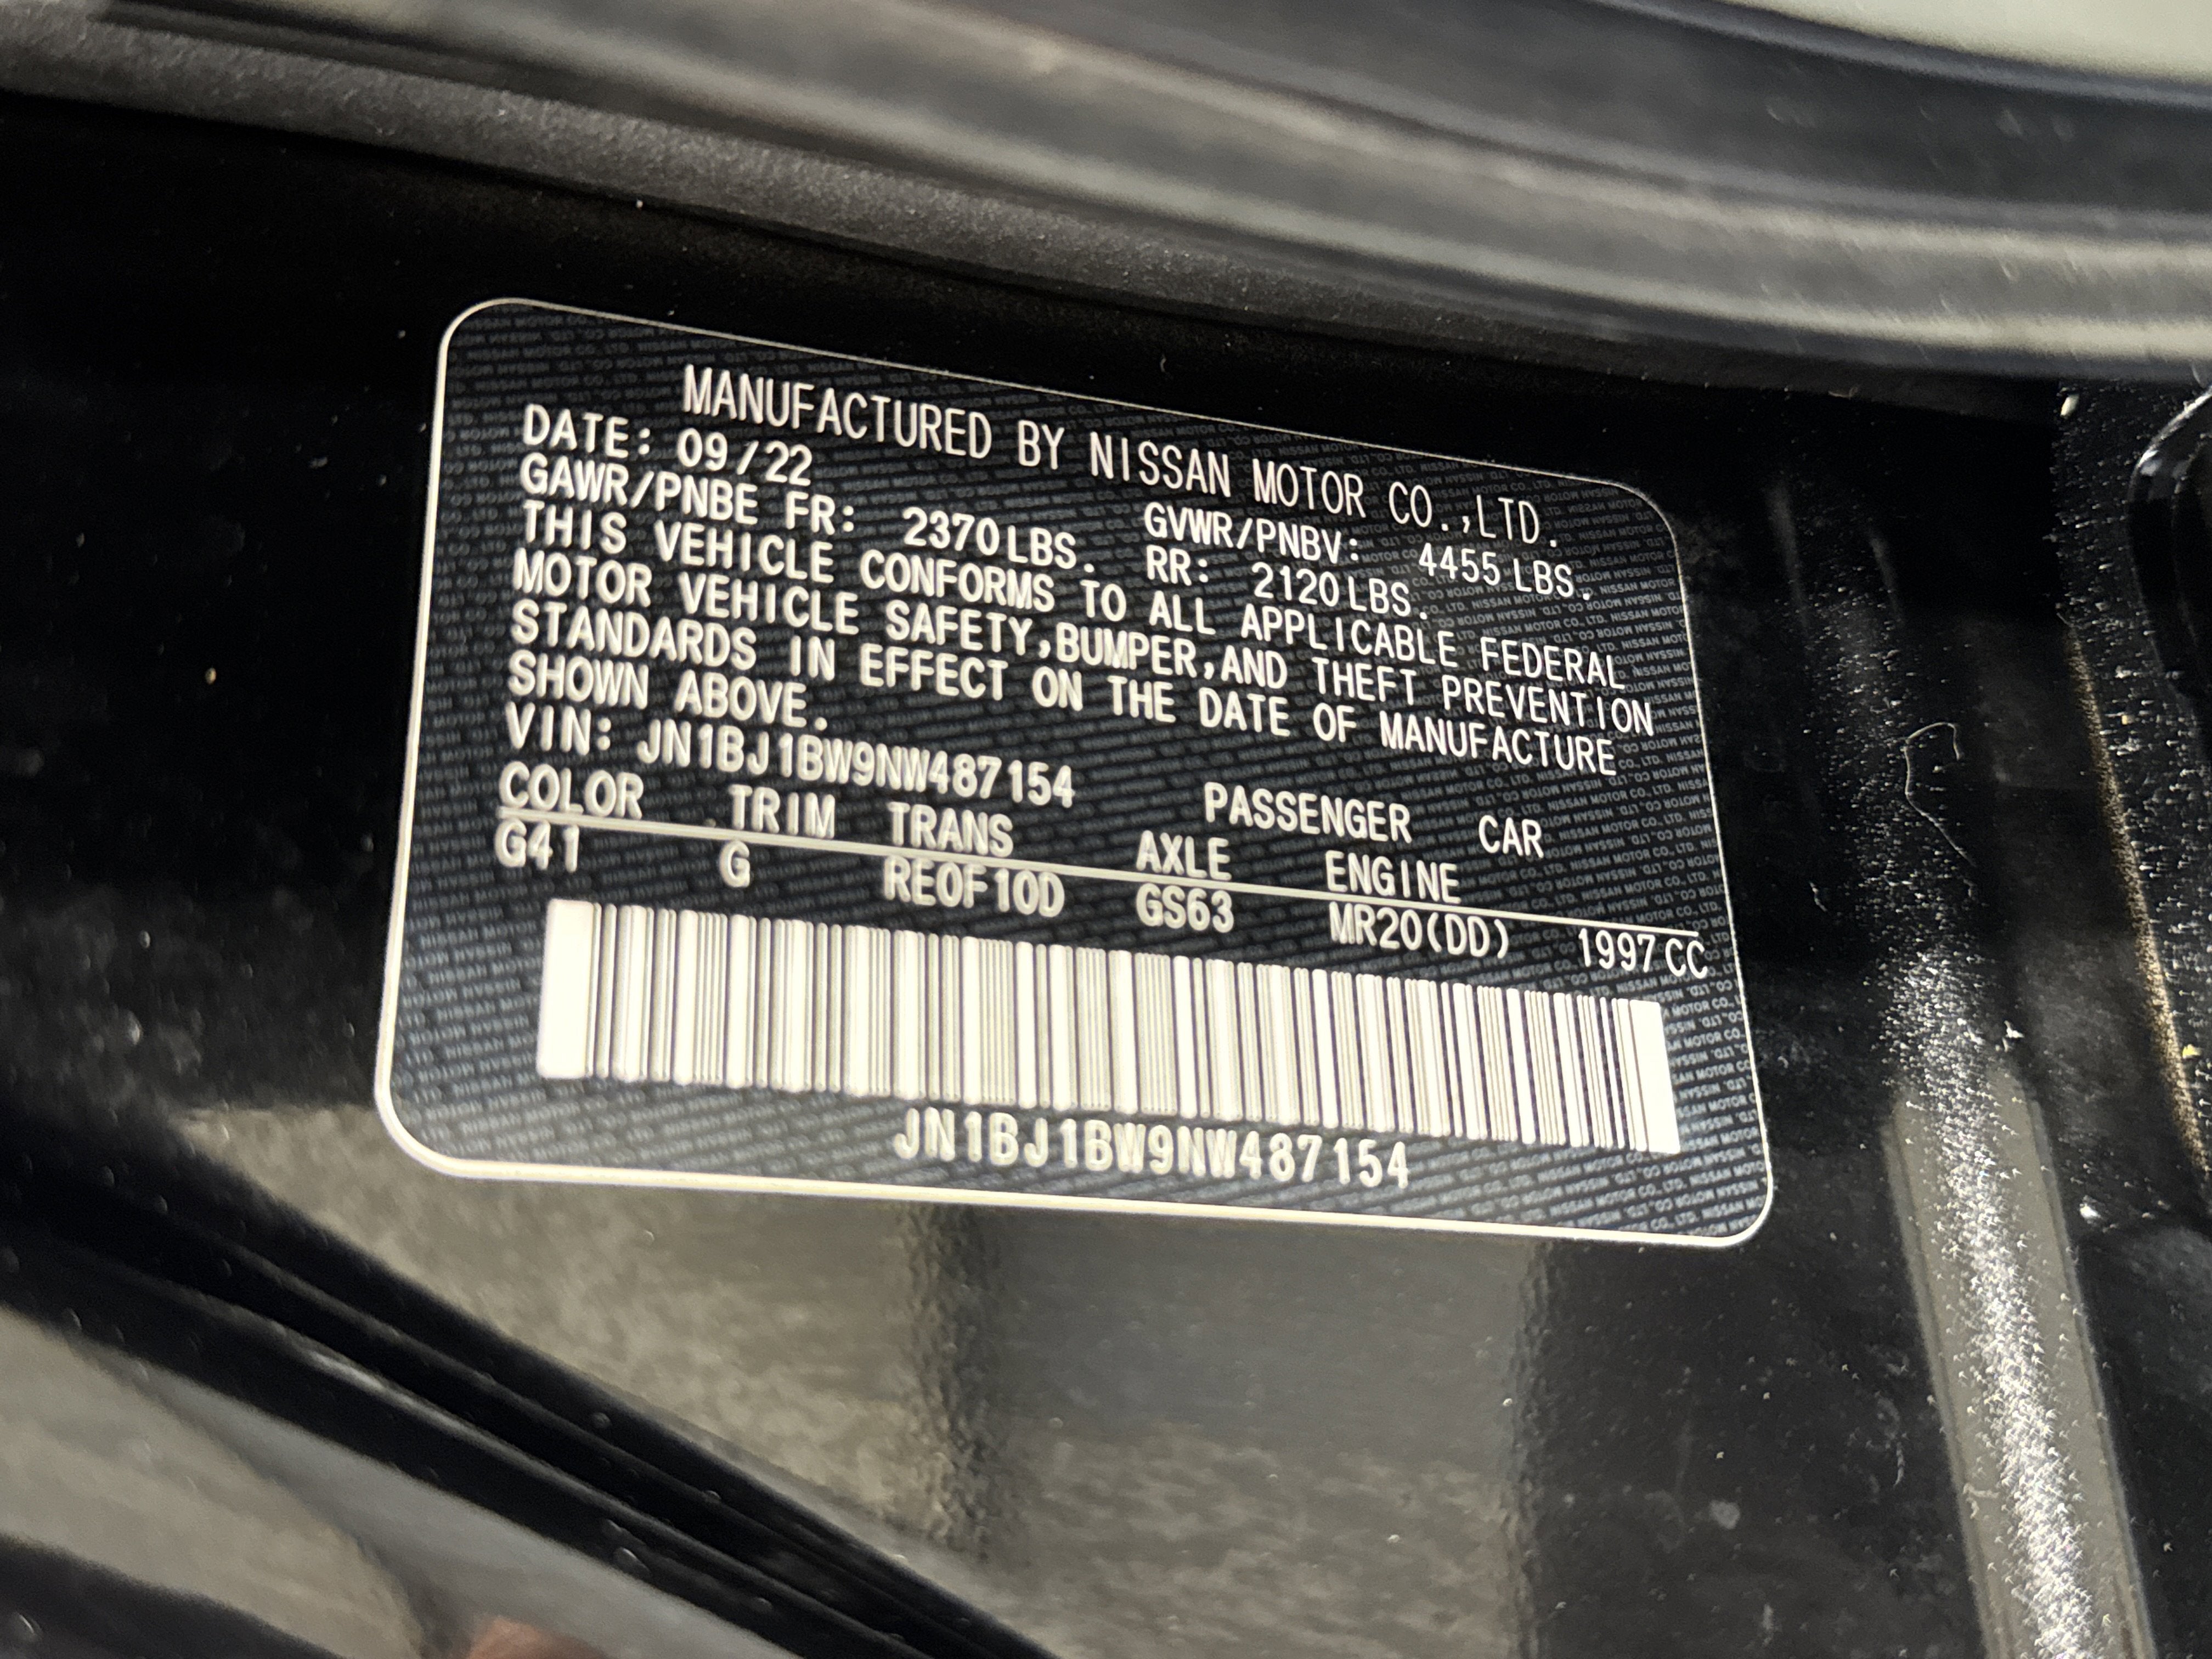 MANUFACTURED BY NISSAN MOTOR CO.,LTD.
DATE: 09/22 GVWR/PNBV: 4455 LBS.
GAWR/PNBE FR: 2370 LBS. RR: 2120 LBS.
THIS VEHICLE CONFORMS TO ALL APPLICABLE FEDERAL
MOTOR VEHICLE SAFETY,BUMPER,AND THEFT PREVENTION
STANDARDS IN EFFECT ON THE DATE OF MANUFACTURE
SHOWN ABOVE.
VIN: JN1BJ1BW9NW487154 PASSENGER CAR
COLOR TRIM TRANS AXLE ENGINE
G41 G RE0F10D GS63 MR20(DD) 1997 CC
JN1BJ1BW9NW487154